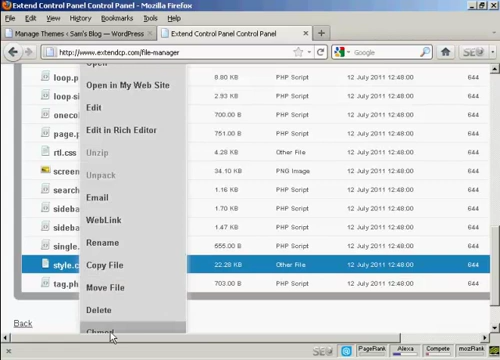 Extend Control Panel Control Panel - Mozilla Firefox
File Edit View History Bookmarks Tools Help
Manage Themes ‹ Sam's Blog — WordPress Extend Control Panel Control Panel
http://www.extendcp.com/file-manager Google
Open
loop.p 8.80 KB PHP Script 12 July 2011 12:48:00 644
Open in My Web Site
loop-si 2.93 KB PHP Script 12 July 2011 12:48:00 644
Edit
oneco 700.00 B PHP Script 12 July 2011 12:48:00 644
Edit in Rich Editor
page.p 751.00 B PHP Script 12 July 2011 12:48:00 644
Unzip
rtl.css 4.28 KB Other File 12 July 2011 12:48:00 644
Unpack
screen 34.10 KB PNG Image 12 July 2011 12:48:00 644
Email
search 1.16 KB PHP Script 12 July 2011 12:48:00 644
WebLink
sideba 1.70 KB PHP Script 12 July 2011 12:48:00 644
Rename
sideba 1.47 KB PHP Script 12 July 2011 12:48:00 644
single. 555.00 B PHP Script 12 July 2011 12:48:00 644
Copy File
style.c 22.28 KB Other File 12 July 2011 12:48:00 644
Move File
tag.ph 703.00 B PHP Script 12 July 2011 12:48:00 644
Delete
Back
Chmod
PageRank Alexa Compete mozRank